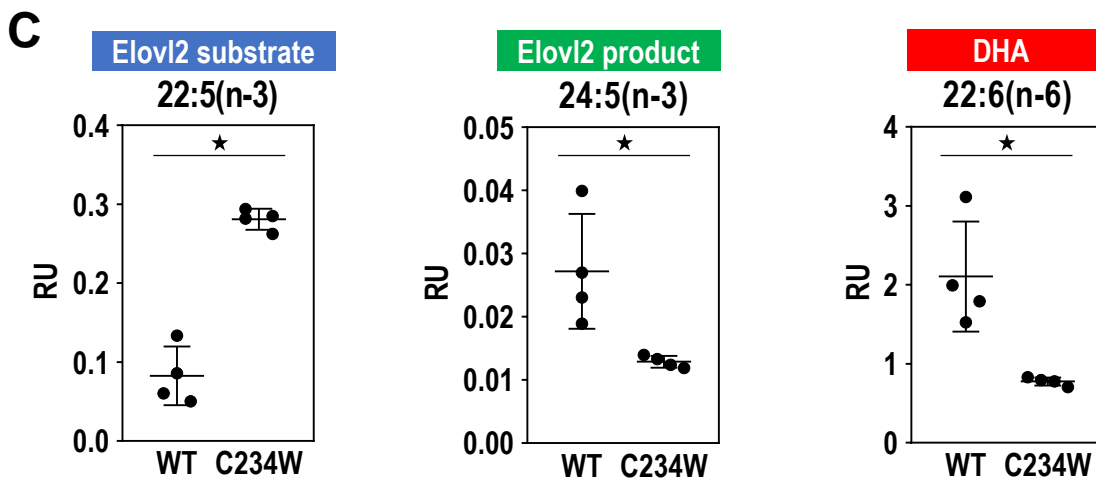 C
Elovl2 substrate
22:5(n-3)
0.4
0.3
0.2
0.1
0.0
RU
★
WT C234W
Elovl2 product
24:5(n-3)
0.05
0.04
0.03
0.02
0.01
0.00
RU
★
WT C234W
DHA
22:6(n-6)
4
3
2
1
0
RU
★
WT C234W